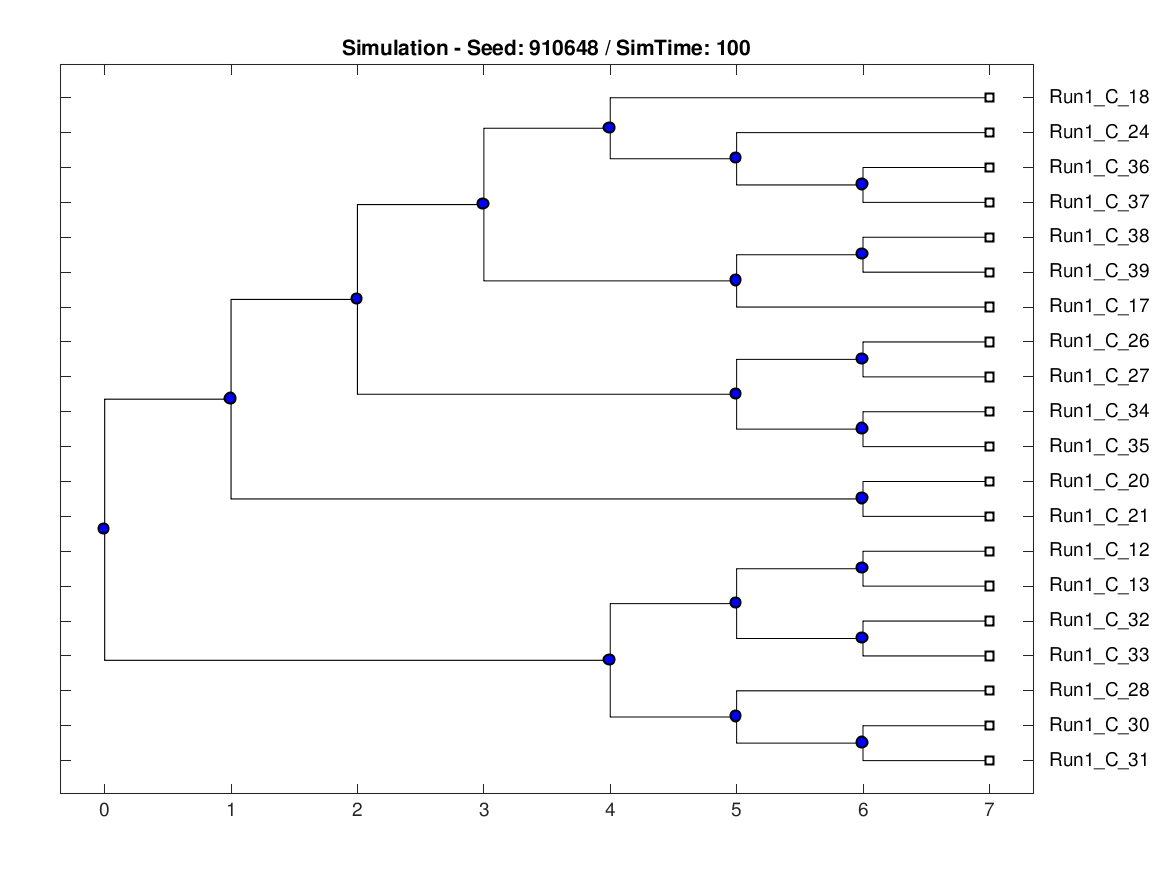 Simulation - Seed: 910648 / SimTime: 100
Run1_C_18
Run1_C_24
Run1_C_36
Run1_C_37
Run1_C_38
Run1_C_39
Run1_C_17
Run1_C_26
Run1_C_27
Run1_C_34
Run1_C_35
Run1_C_20
Run1_C_21
Run1_C_12
Run1_C_13
Run1_C_32
Run1_C_33
Run1_C_28
Run1_C_30
Run1_C_31
0 1 2 3 4 5 6 7